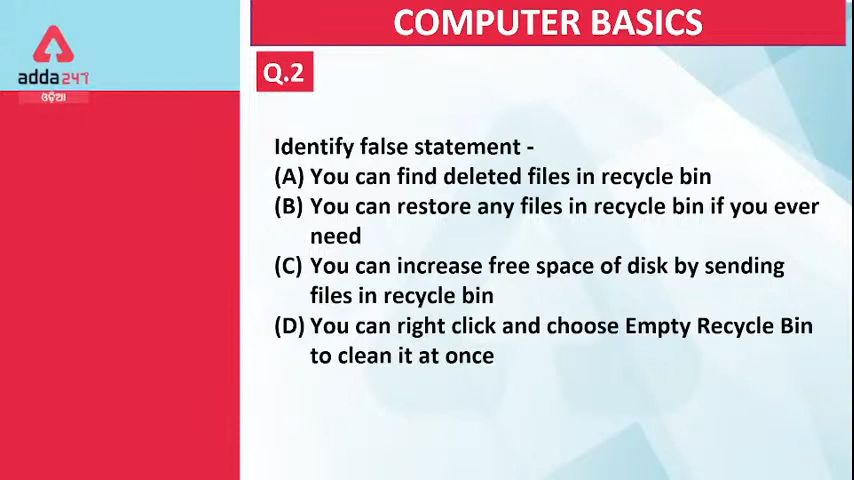 COMPUTER BASICS
adda247
ଓଡ଼ିଆ
Q.2
Identify false statement -
(A) You can find deleted files in recycle bin
(B) You can restore any files in recycle bin if you ever
need
(C) You can increase free space of disk by sending
files in recycle bin
(D) You can right click and choose Empty Recycle Bin
to clean it at once